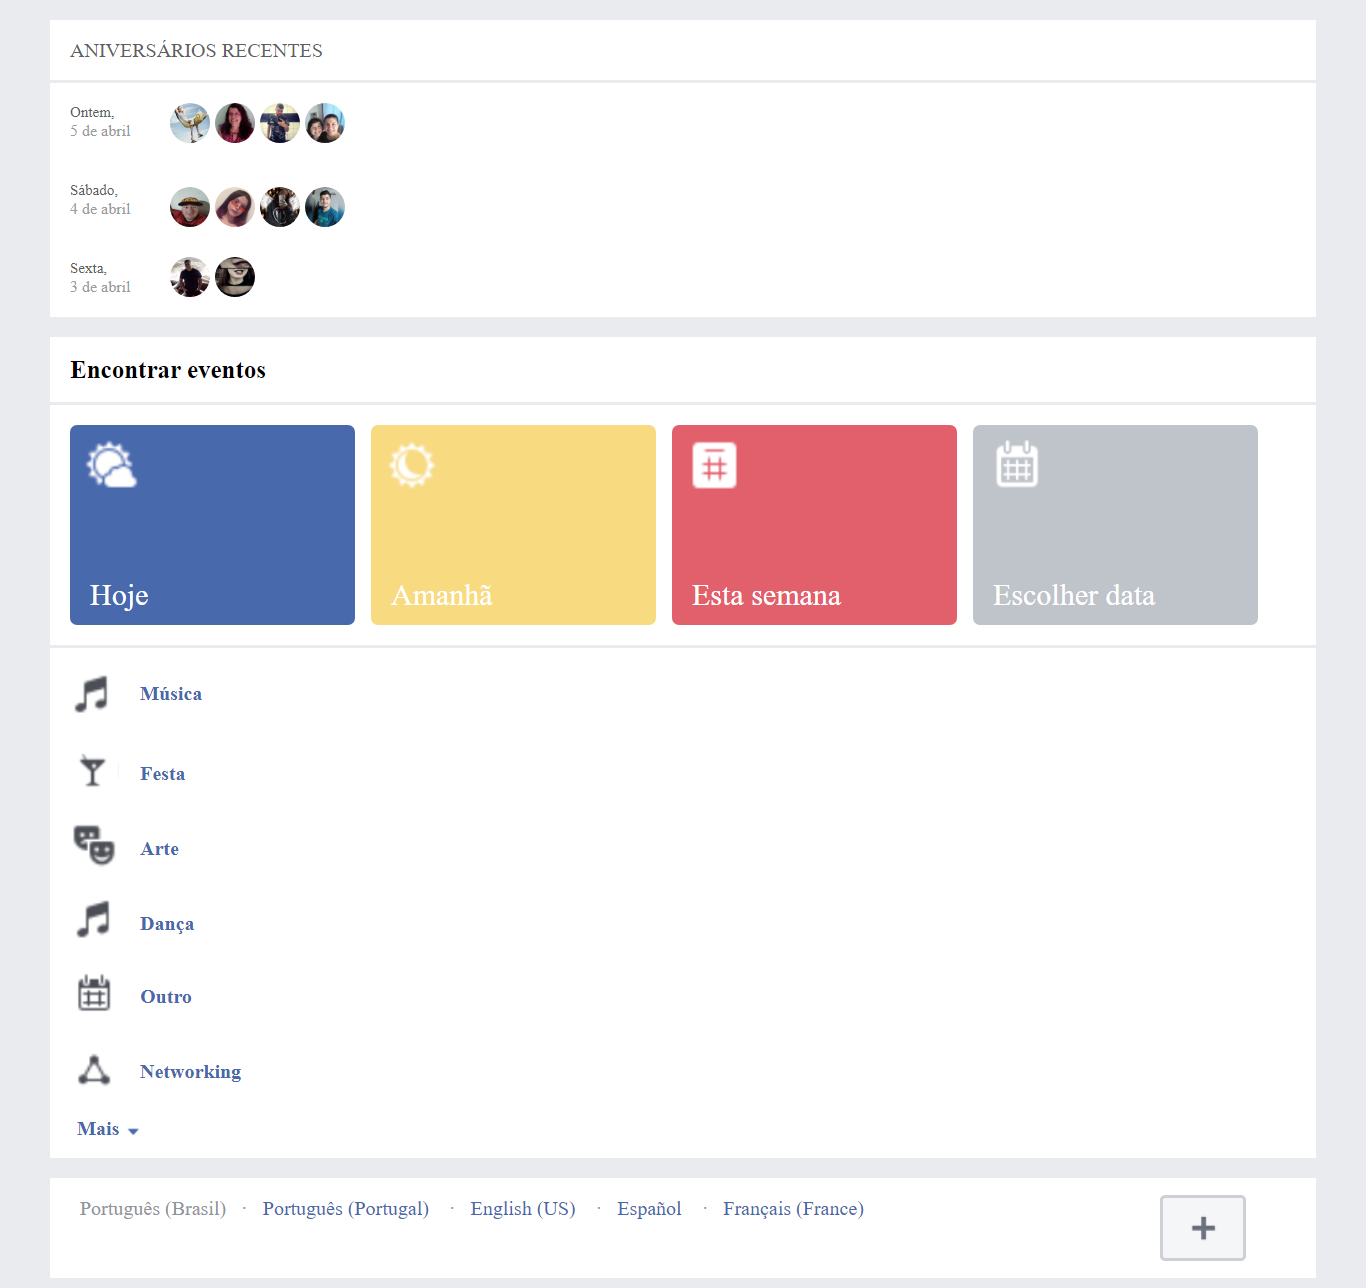 ANIVERSÁRIOS RECENTES
Ontem,
5 de abril
Sábado,
4 de abril
Sexta,
3 de abril
Encontrar eventos
Hoje
Amanhã
Esta semana
Escolher data
Música
Festa
Arte
Dança
Outro
Networking
Mais
Português (Brasil) · Português (Portugal) · English (US) · Español · Français (France)